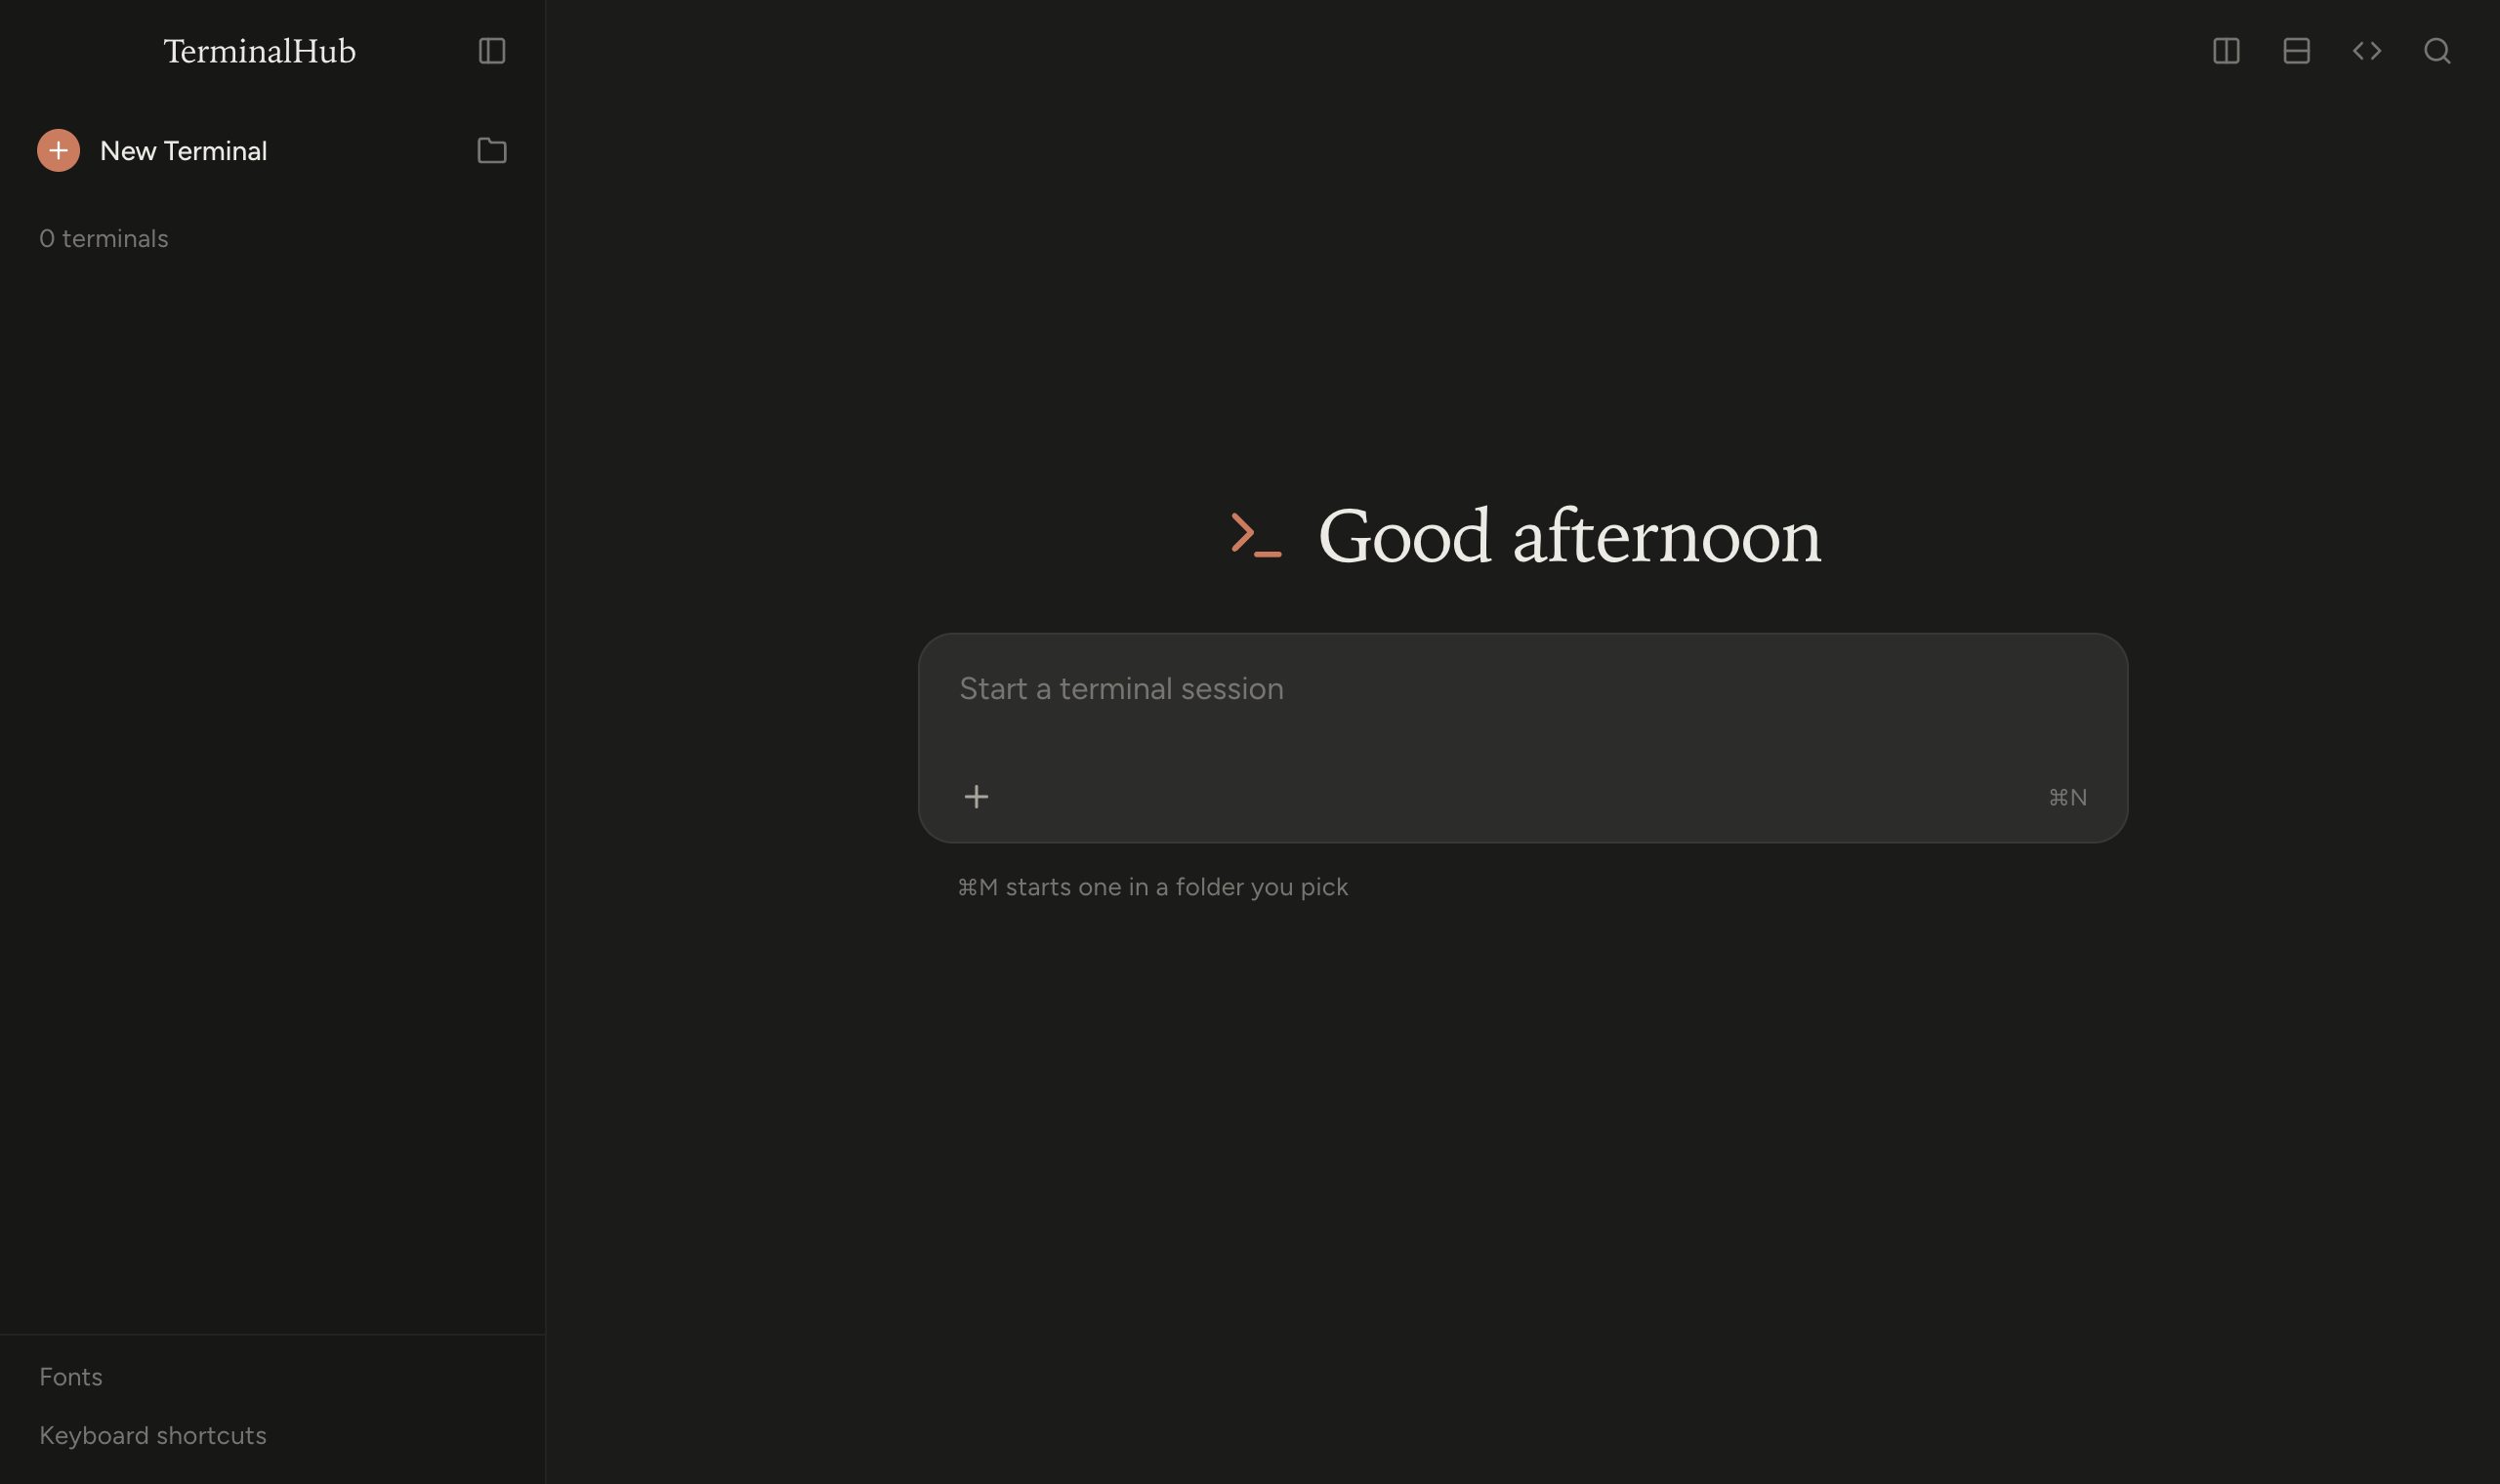 TerminalHub
New Terminal
0 terminals
Good afternoon
Start a terminal session
⌘N
⌘M starts one in a folder you pick
Fonts
Keyboard shortcuts